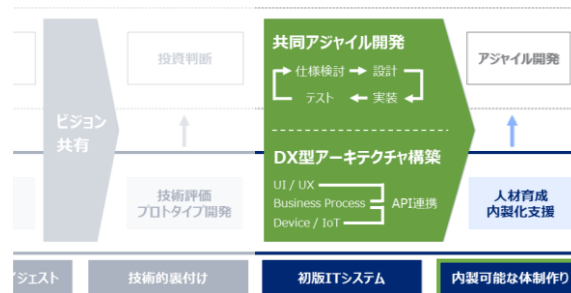 ビジョン
共有
投資判断
技術評価
プロトタイプ開発
共同アジャイル開発
仕様検討 設計
テスト 実装
DX型アーキテクチャ構築
UI / UX
Business Process API連携
Device / IoT
アジャイル開発
人材育成
内製化支援
イジェスト
技術的裏付け
初版ITシステム
内製可能な体制作り